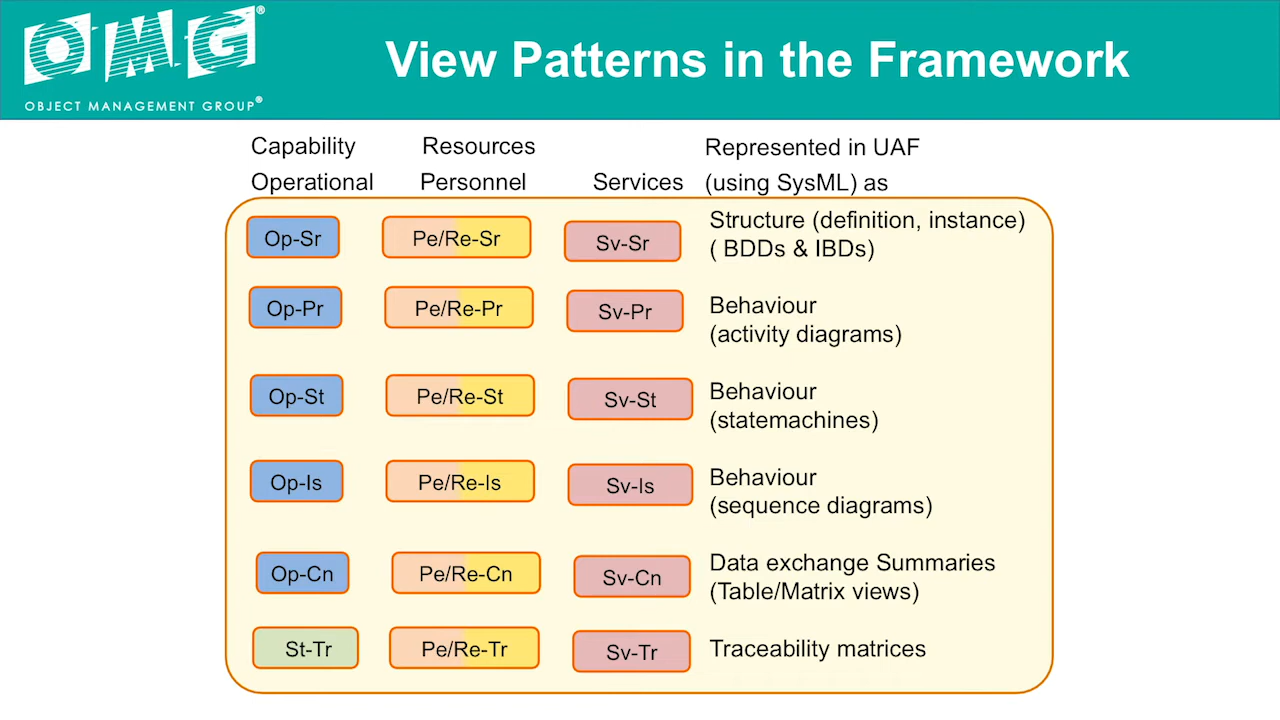 OMG®
OBJECT MANAGEMENT GROUP®
View Patterns in the Framework
Capability Resources Represented in UAF
Operational Personnel Services (using SysML) as
Op-Sr Pe/Re-Sr Sv-Sr Structure (definition, instance)
( BDDs & IBDs)
Op-Pr Pe/Re-Pr Sv-Pr Behaviour
(activity diagrams)
Op-St Pe/Re-St Sv-St Behaviour
(statemachines)
Op-Is Pe/Re-Is Sv-Is Behaviour
(sequence diagrams)
Op-Cn Pe/Re-Cn Sv-Cn Data exchange Summaries
(Table/Matrix views)
St-Tr Pe/Re-Tr Sv-Tr Traceability matrices